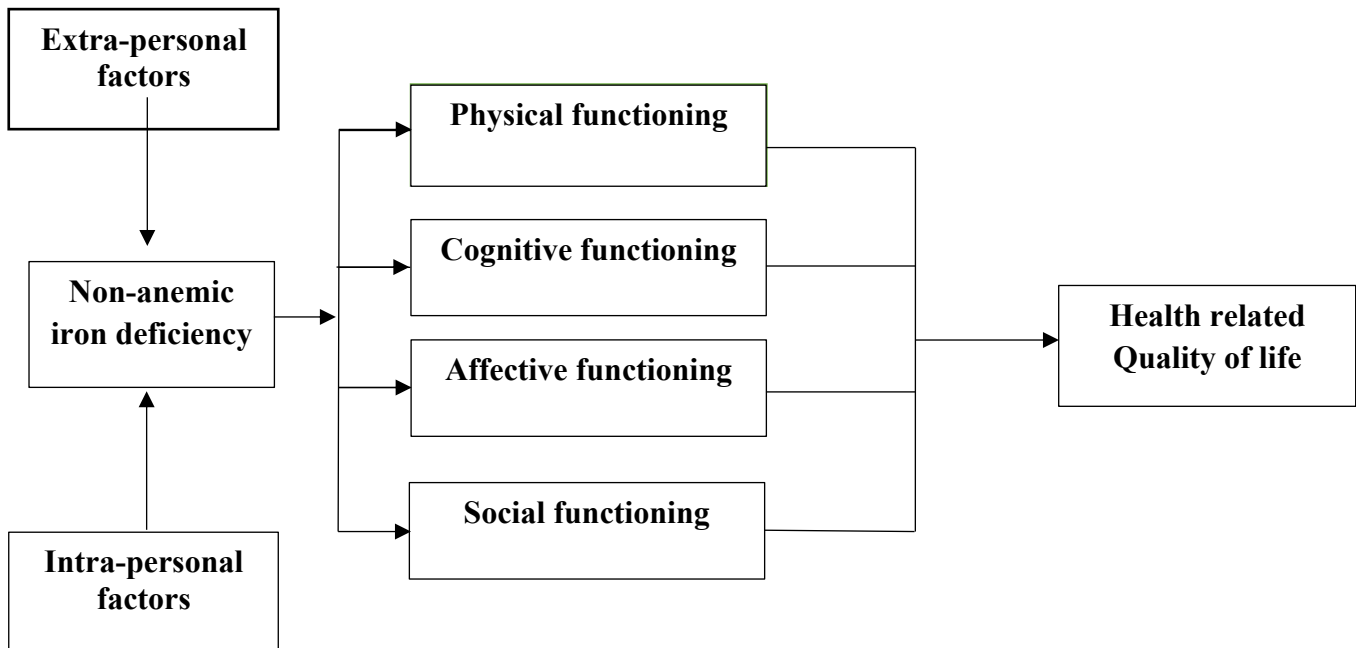 Extra-personal
factors
Physical functioning
Cognitive functioning
Non-anemic
iron deficiency
Affective functioning
Health related
Quality of life
Social functioning
Intra-personal
factors